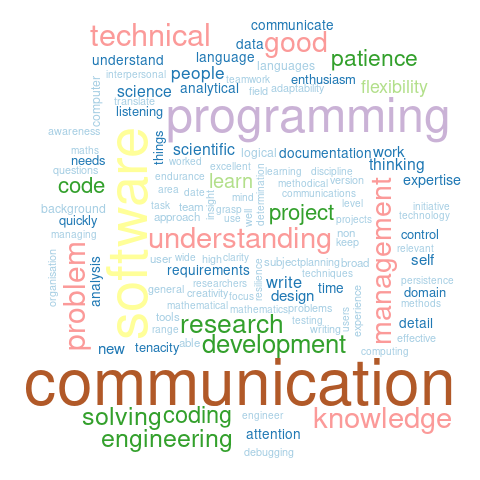 communicate
technical
good
data
understand
language
languages
patience
interpersonal
people
teamwork
enthusiasm
computer
science
analytical
field
adaptability
flexibility
translate
listening
programming
awareness
software
things
scientific
logical
documentation
work
maths
needs
worked
excellent
thinking
questions
endurance
learning
discipline
code
learn
methodical
version
expertise
area
date
insight
mind
determination
communications
background
task
team
grasp
well
project
level
initiative
quickly
approach
use
projects
technology
managing
understanding
non
control
keep
management
relevant
problem
user
wide
high
clarity
subject
planning
broad
self
organisation
analysis
requirements
resilience
techniques
persistence
general
researchers
write
time
domain
creativity
focus
design
experience
methods
mathematical
mathematics
problems
tools
research
testing
writing
users
detail
range
effective
new
tenacity
able
development
computing
communication
solving
coding
engineer
knowledge
engineering
attention
debugging